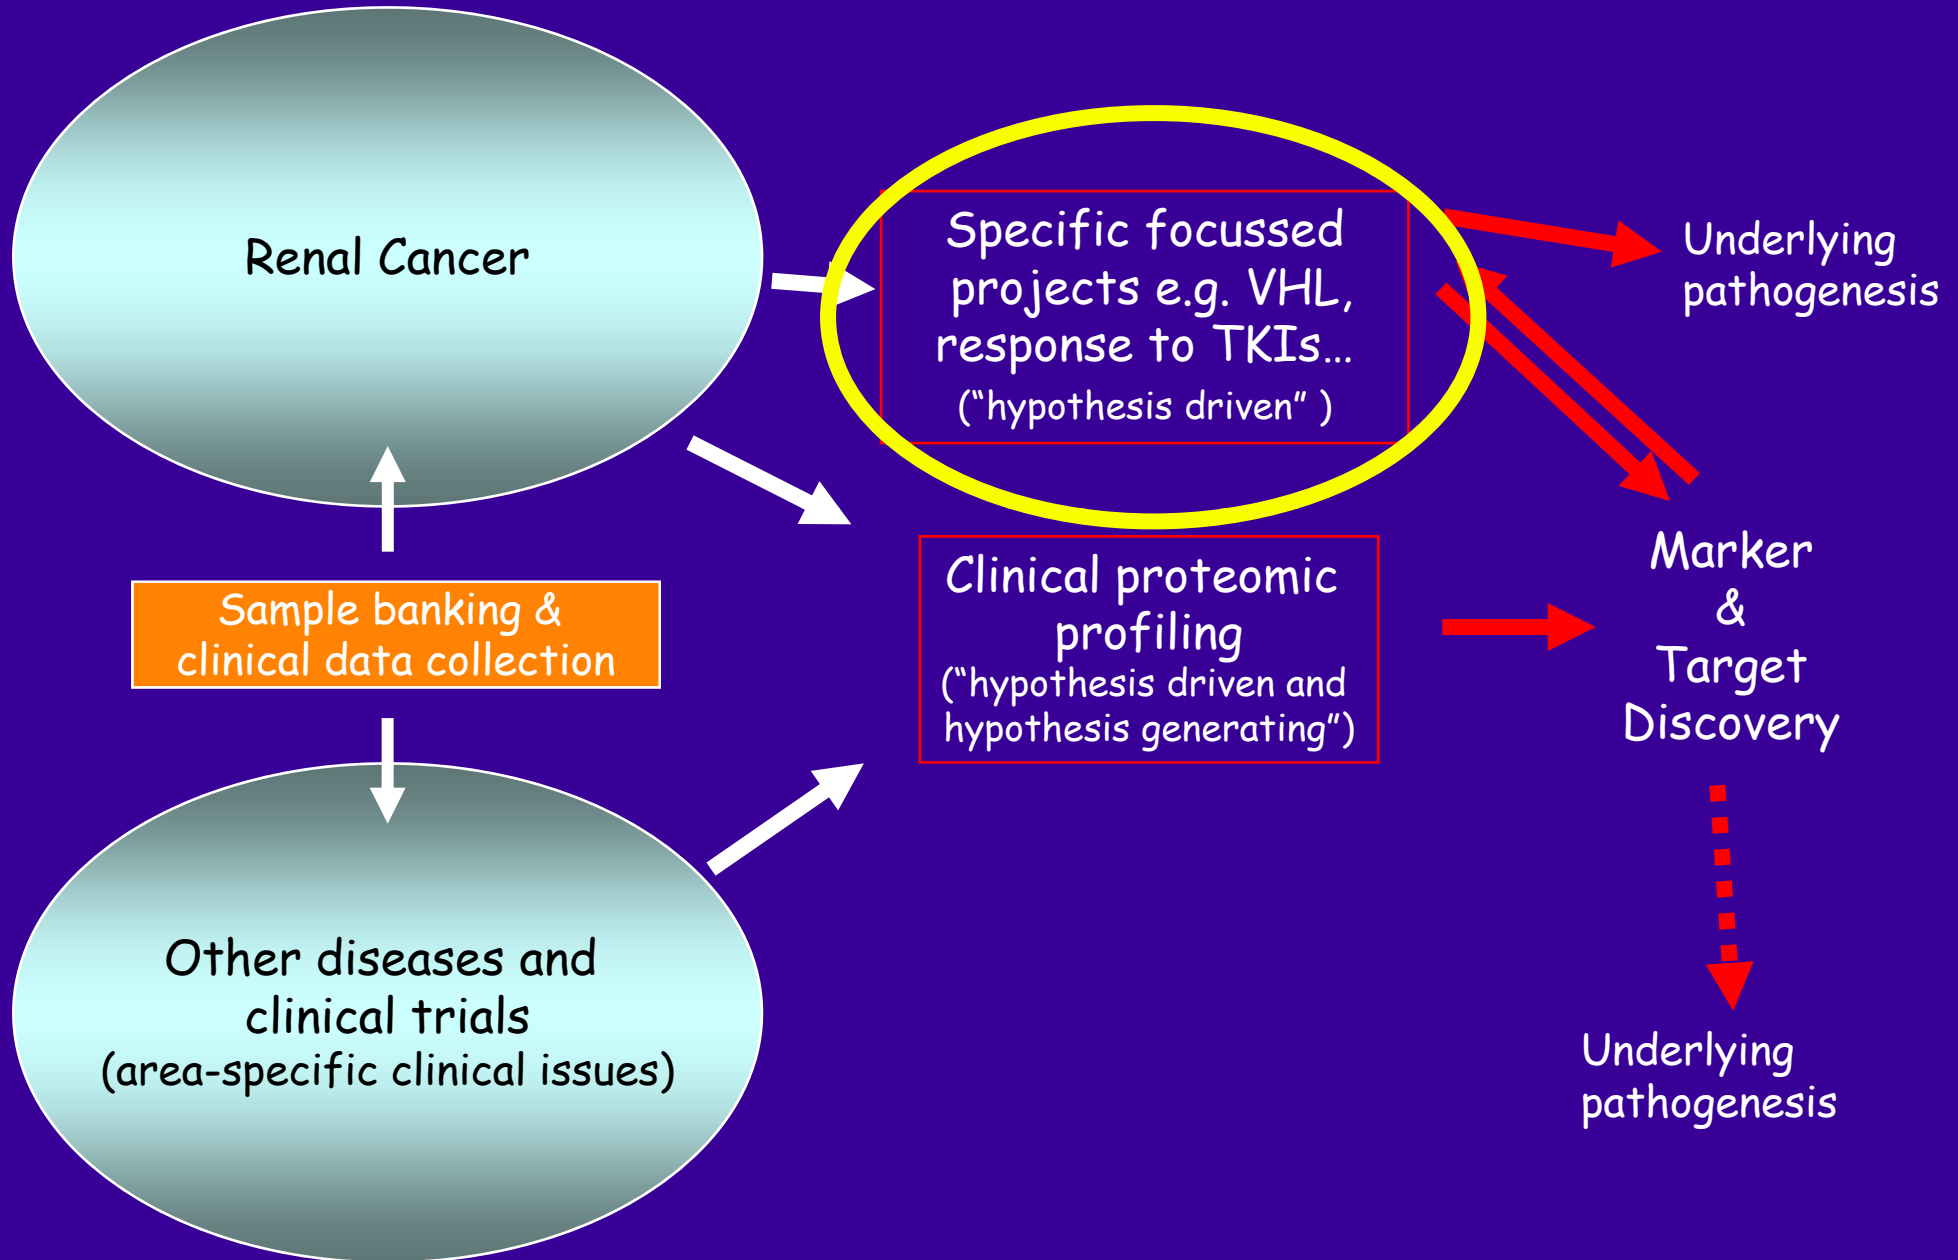 Renal Cancer
Sample banking &
clinical data collection
Other diseases and
clinical trials
(area-specific clinical issues)
Specific focussed
projects e.g. VHL,
response to TKIs...
(“hypothesis driven” )
Clinical proteomic
profiling
(“hypothesis driven and
hypothesis generating”)
Underlying
pathogenesis
Marker
&
Target
Discovery
Underlying
pathogenesis